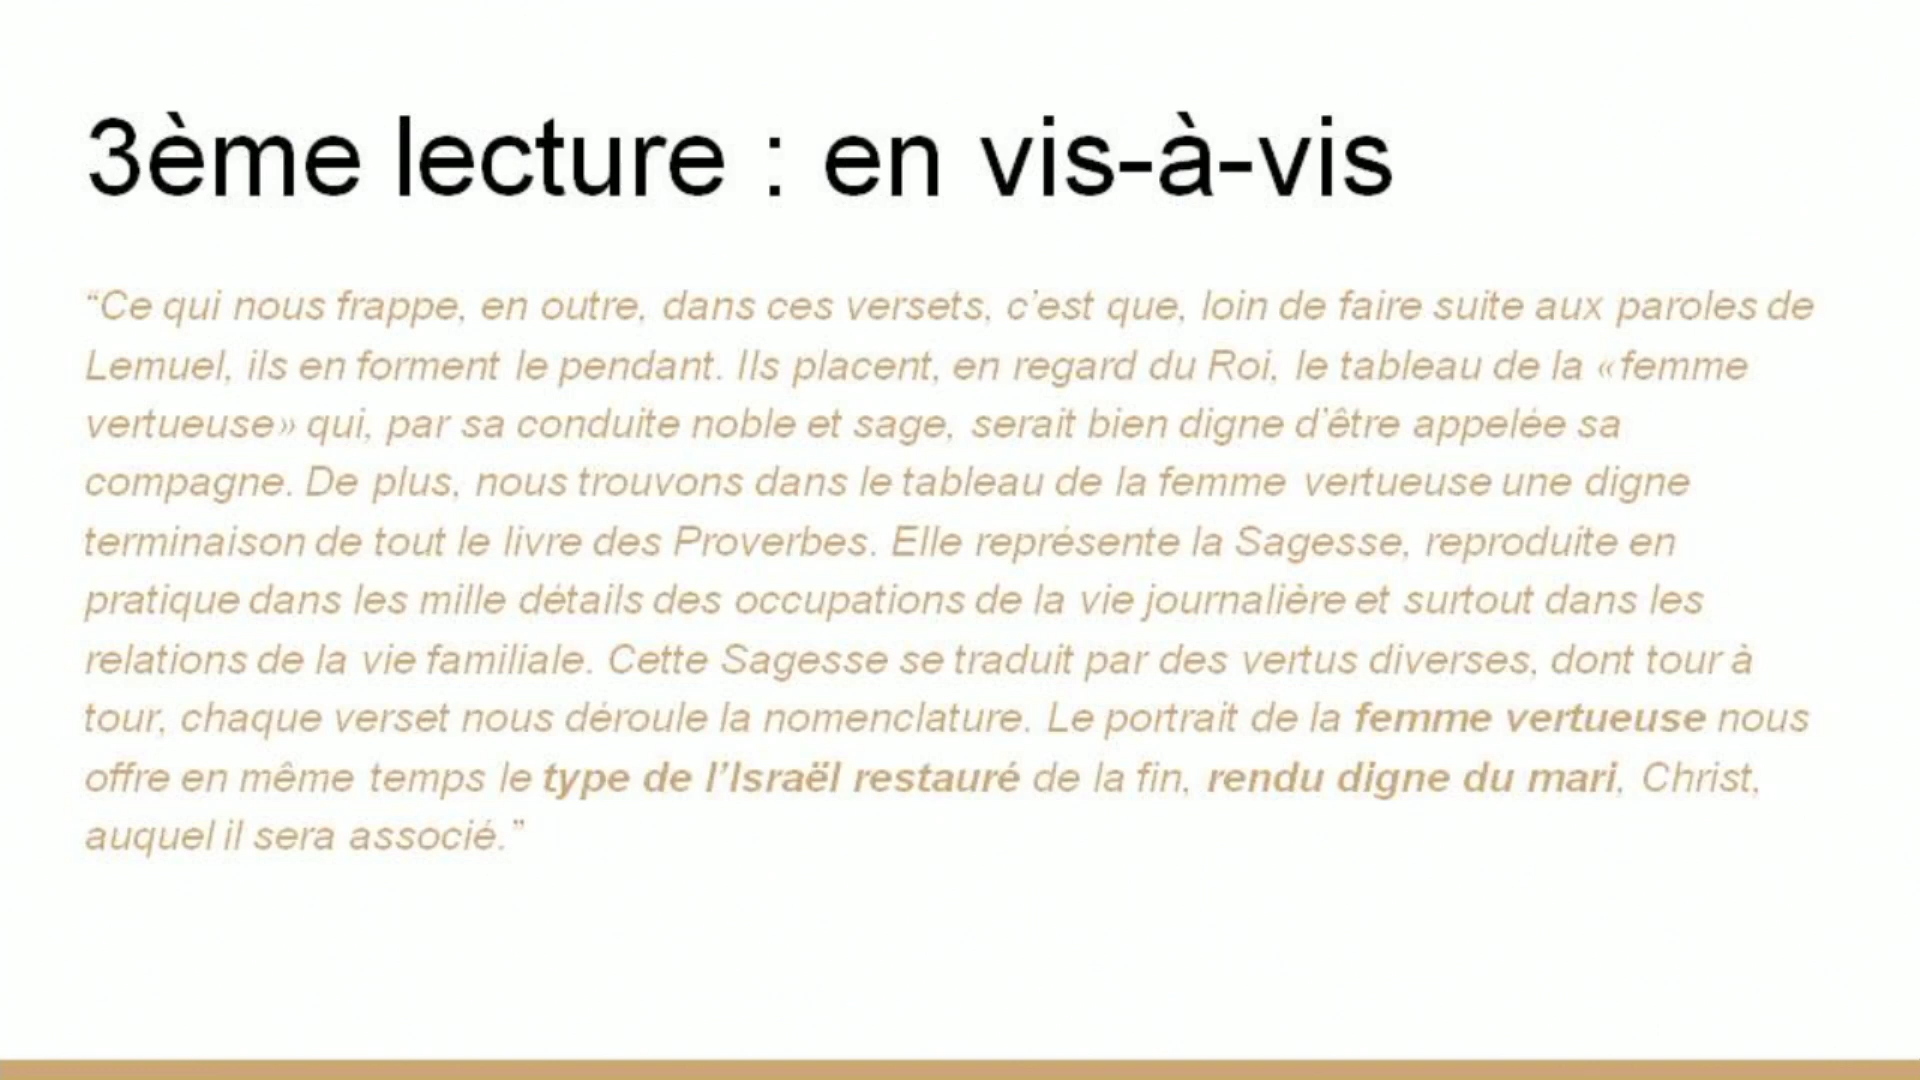 3ème lecture : en vis-à-vis
“Ce qui nous frappe, en outre, dans ces versets, c’est que, loin de faire suite aux paroles de
Lemuel, ils en forment le pendant. Ils placent, en regard du Roi, le tableau de la «femme
vertueuse» qui, par sa conduite noble et sage, serait bien digne d’être appelée sa
compagne. De plus, nous trouvons dans le tableau de la femme vertueuse une digne
terminaison de tout le livre des Proverbes. Elle représente la Sagesse, reproduite en
pratique dans les mille détails des occupations de la vie journalière et surtout dans les
relations de la vie familiale. Cette Sagesse se traduit par des vertus diverses, dont tour à
tour, chaque verset nous déroule la nomenclature. Le portrait de la femme vertueuse nous
offre en même temps le type de l’Israël restauré de la fin, rendu digne du mari, Christ,
auquel il sera associé.”